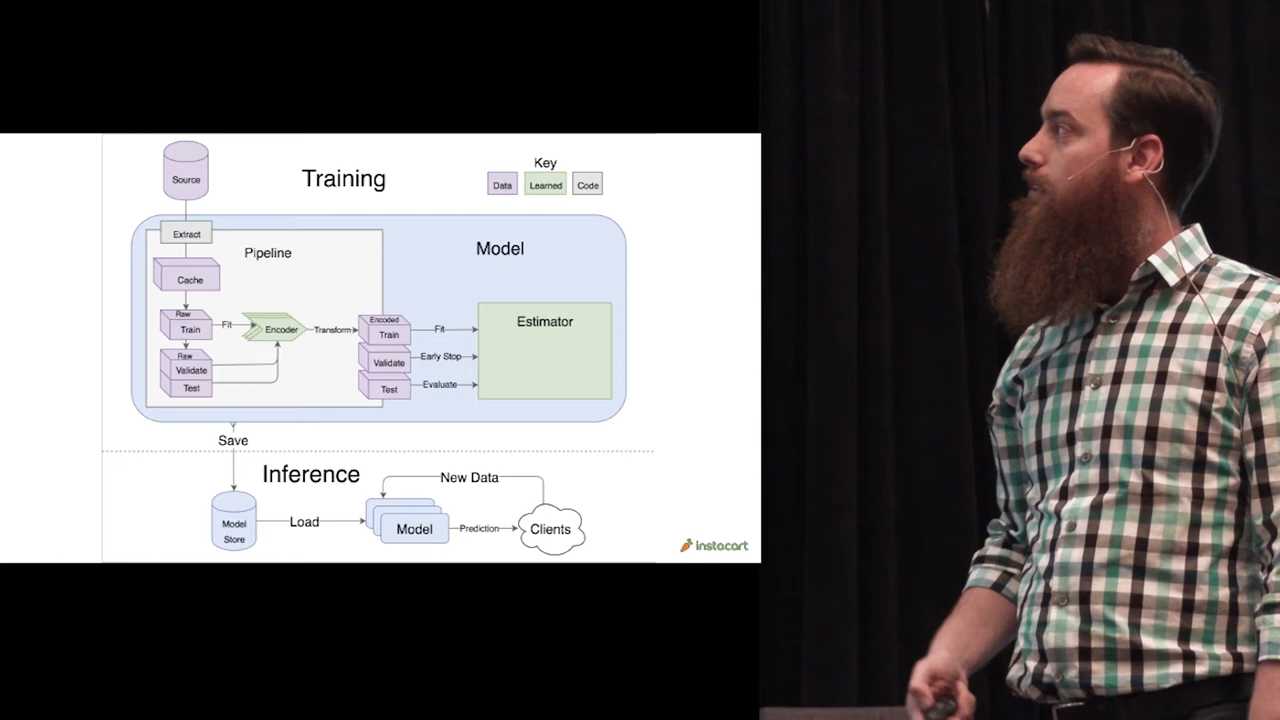 Source
Training
Key
Data
Learned
Code
Extract
Pipeline
Model
Cache
Raw
Train
Fit
Encoder
Transform
Encoded
Train
Fit
Estimator
Raw
Validate
Test
Validate
Early Stop
Test
Evaluate
Save
Inference
New Data
Model
Store
Load
Model
Prediction
Clients
instacart